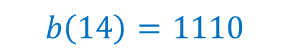 b(14) = 1110